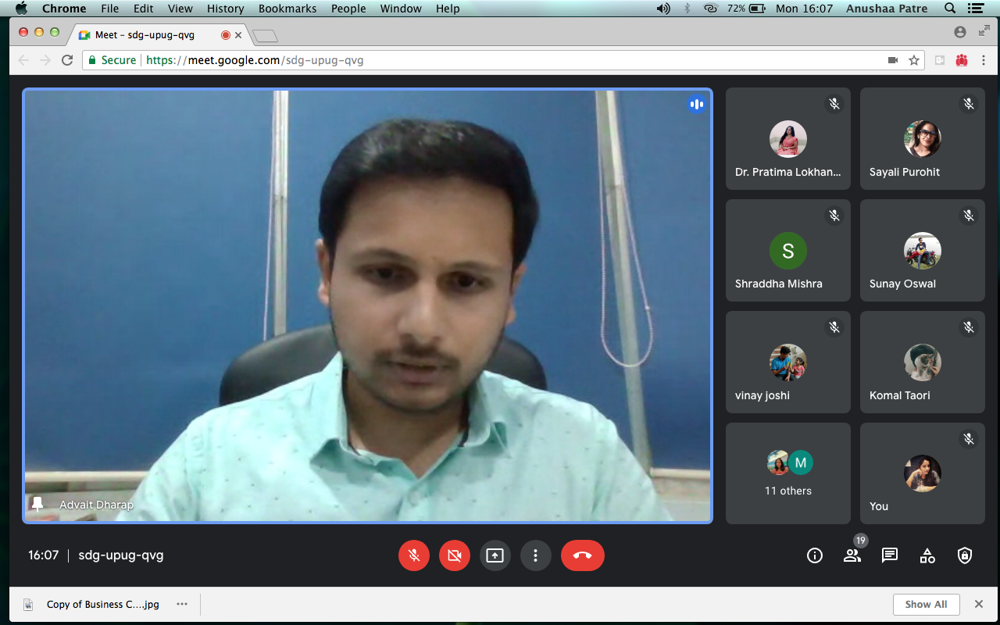 Chrome File Edit View History Bookmarks People Window Help 72% Mon 16:07 Anushaa Patre
Meet - sdg-upug-qvg
Secure https://meet.google.com/sdg-upug-qvg
Dr. Pratima Lokhan...
Sayali Purohit
S
Shraddha Mishra
Sunay Oswal
vinay joshi
Komal Taori
M
11 others
You
Advait Dharap
16:07 sdg-upug-qvg
19
Copy of Business C....jpg
Show All